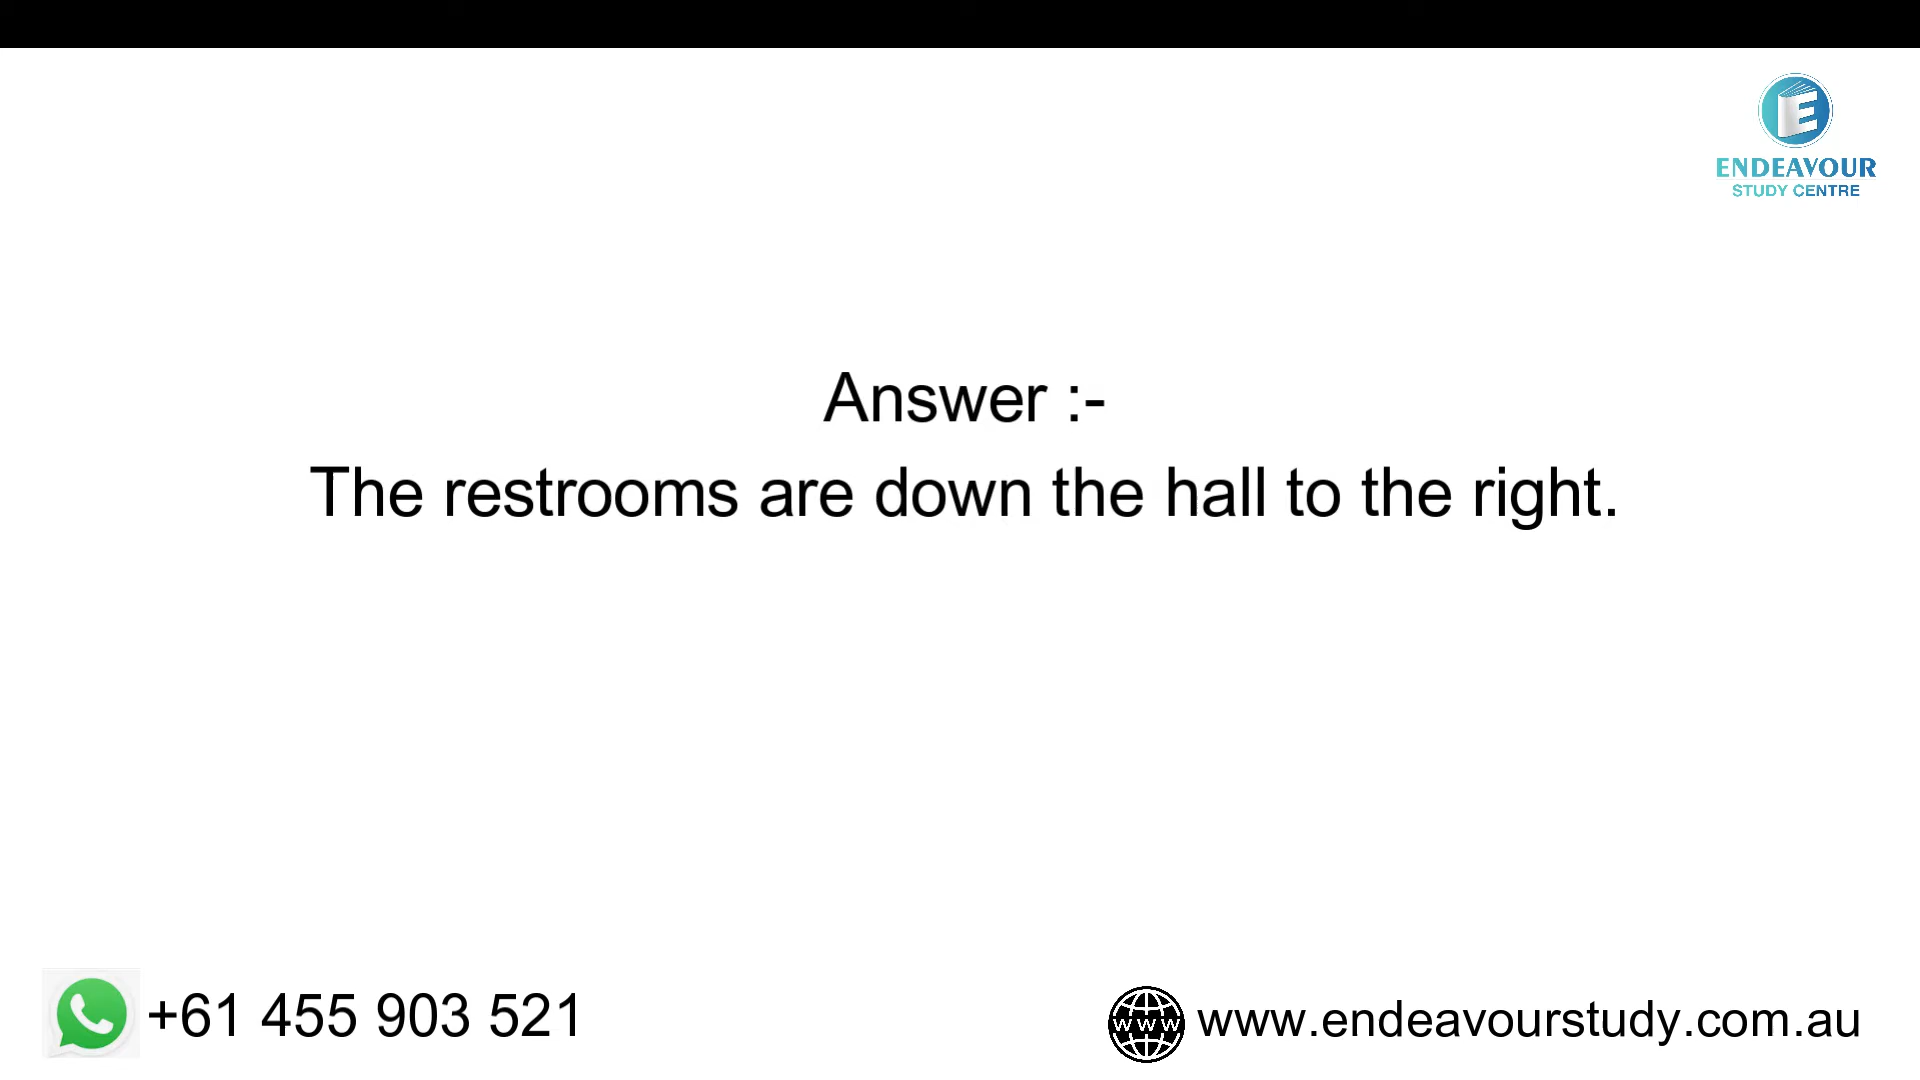 ENDEAVOUR
STUDY CENTRE
Answer :-
The restrooms are down the hall to the right.
+61 455 903 521
www www.endeavourstudy.com.au